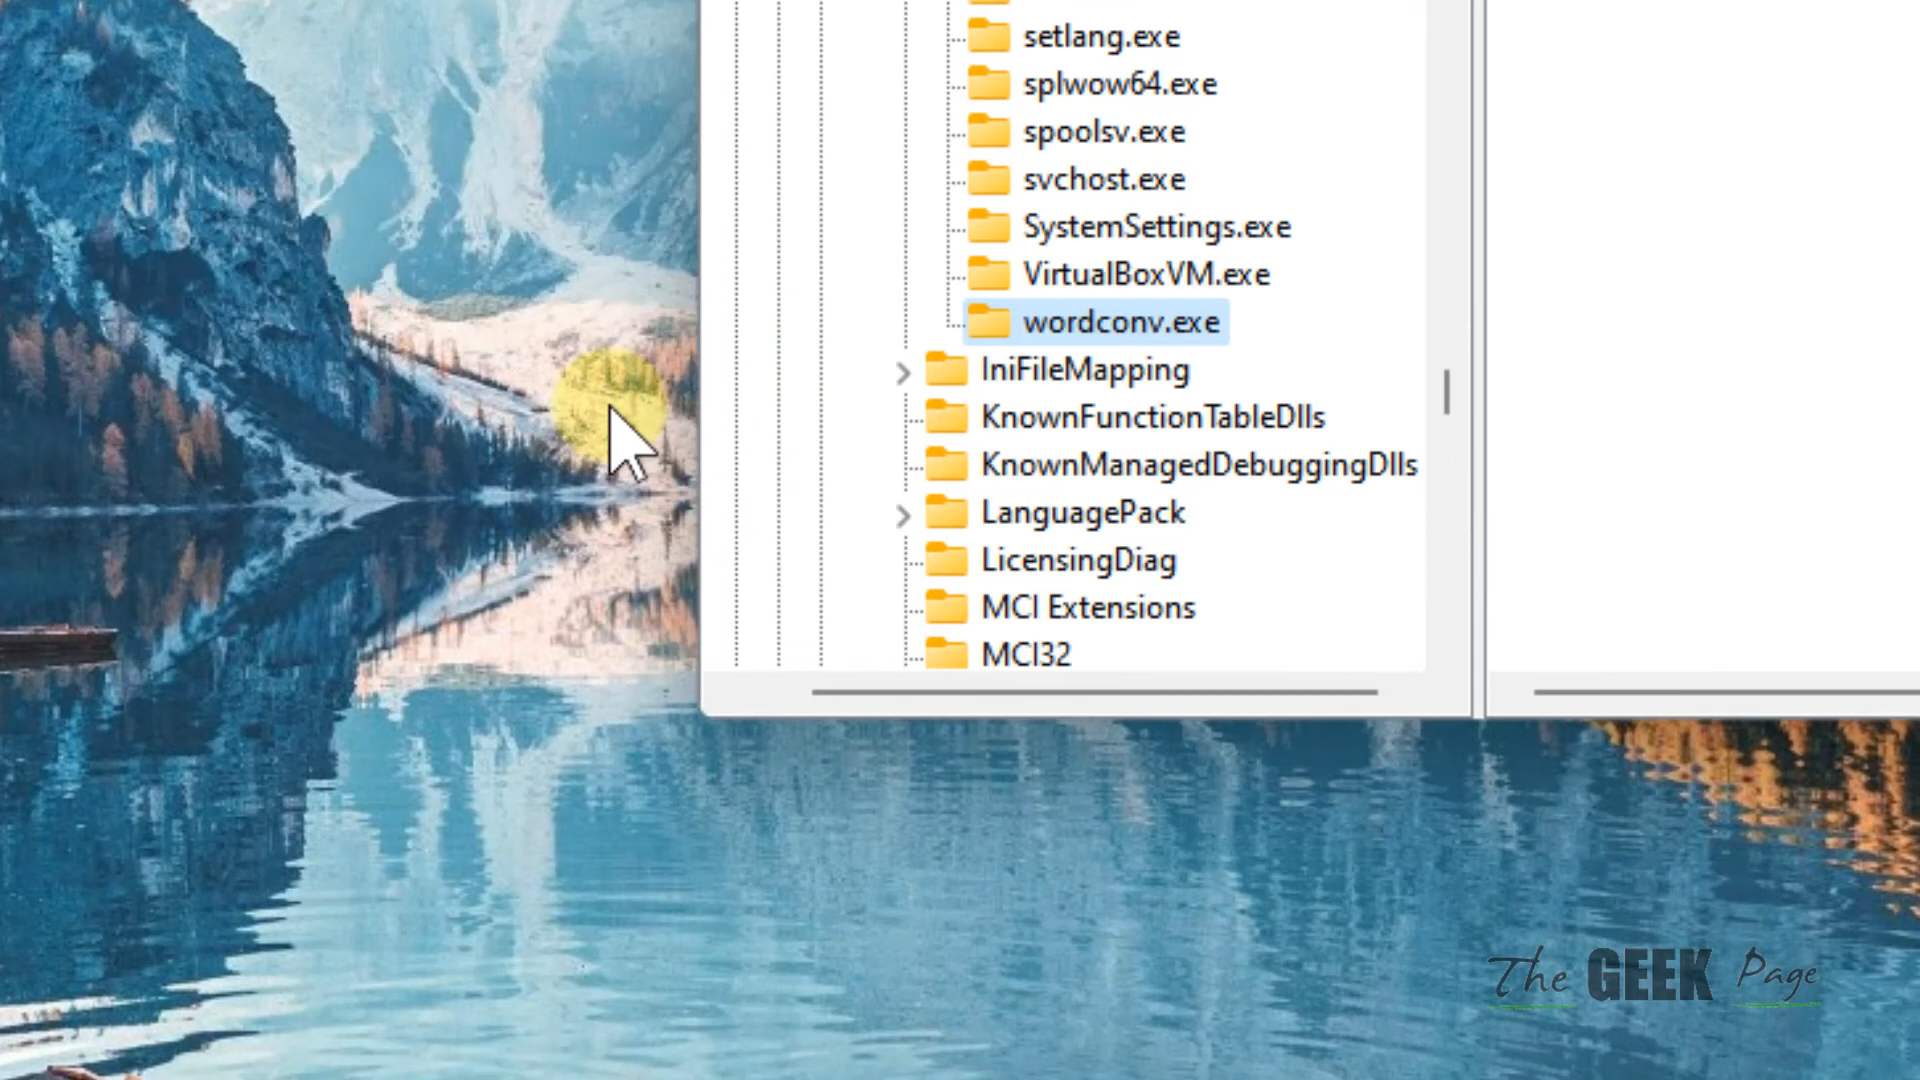 setlang.exe
splwow64.exe
spoolsv.exe
svchost.exe
SystemSettings.exe
VirtualBoxVM.exe
wordconv.exe
IniFileMapping
KnownFunctionTableDlls
KnownManagedDebuggingDlls
LanguagePack
LicensingDiag
MCI Extensions
MCI32
The GEEK Page